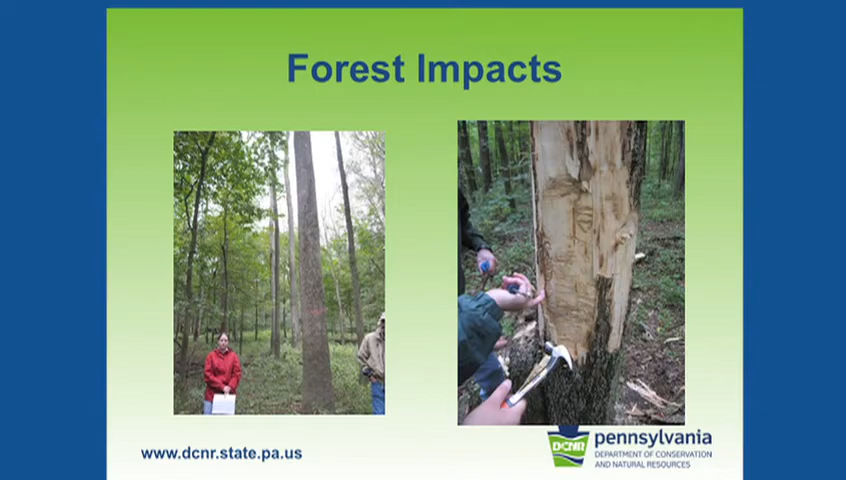 Forest Impacts
www.dcnr.state.pa.us
DCNR
pennsylvania
DEPARTMENT OF CONSERVATION
AND NATURAL RESOURCES